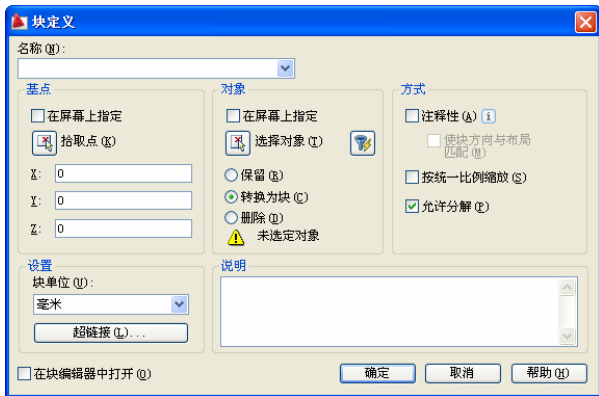 块定义
名称(N):
基点
在屏幕上指定
拾取点(K)
X: 0
Y: 0
Z: 0
对象
在屏幕上指定
选择对象(T)
保留(R)
转换为块(C)
删除(D)
未选定对象
方式
注释性(A)
使块方向与布局
匹配(M)
按统一比例缩放(S)
允许分解(P)
设置
块单位(U):
毫米
超链接(L)...
说明
在块编辑器中打开(O)
确定
取消
帮助(H)